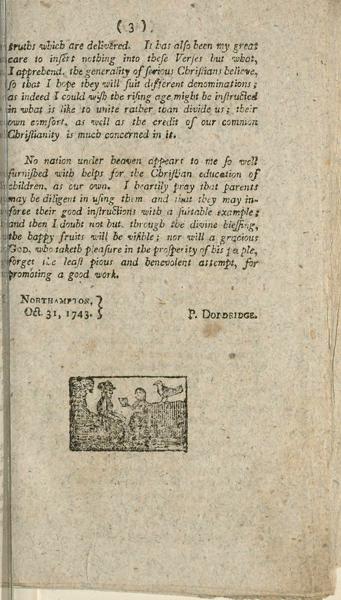 ( 3 )
truths which are delivered. It has also been my great
care to insert nothing into these Verses but what,
I apprehend, the generality of serious Christians believe,
so that I hope they will suit different denominations;
as indeed I could wish the rising age might be instructed
in what is like to unite rather than divide us; their
own comfort, as well as the credit of our common
Christianity is much concerned in it.
No nation under heaven appears to me so well
furnished with helps for the Christian education of
children, as our own. I heartily pray that parents
may be diligent in using them and that they may in-
force their good instructions with a suitable example;
and then I doubt not but, through the divine blessing,
the happy fruits will be visible; nor will a gracious
God, who taketh pleasure in the prosperity of his people,
forget the least pious and benevolent attempt, for
promoting a good work.
Northampton, }
Oct. 31, 1743. } P. Doddridge.